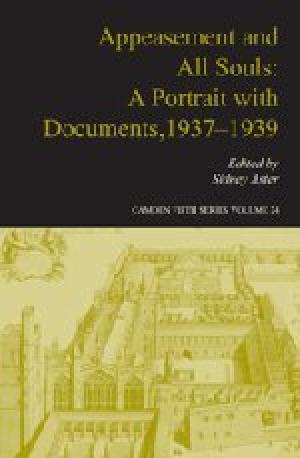 Appeasement and
All Souls:
A Portrait with
Documents,1937–1939
Edited by
Sidney Aster
CAMDEN FIFTH SERIES VOLUME 24